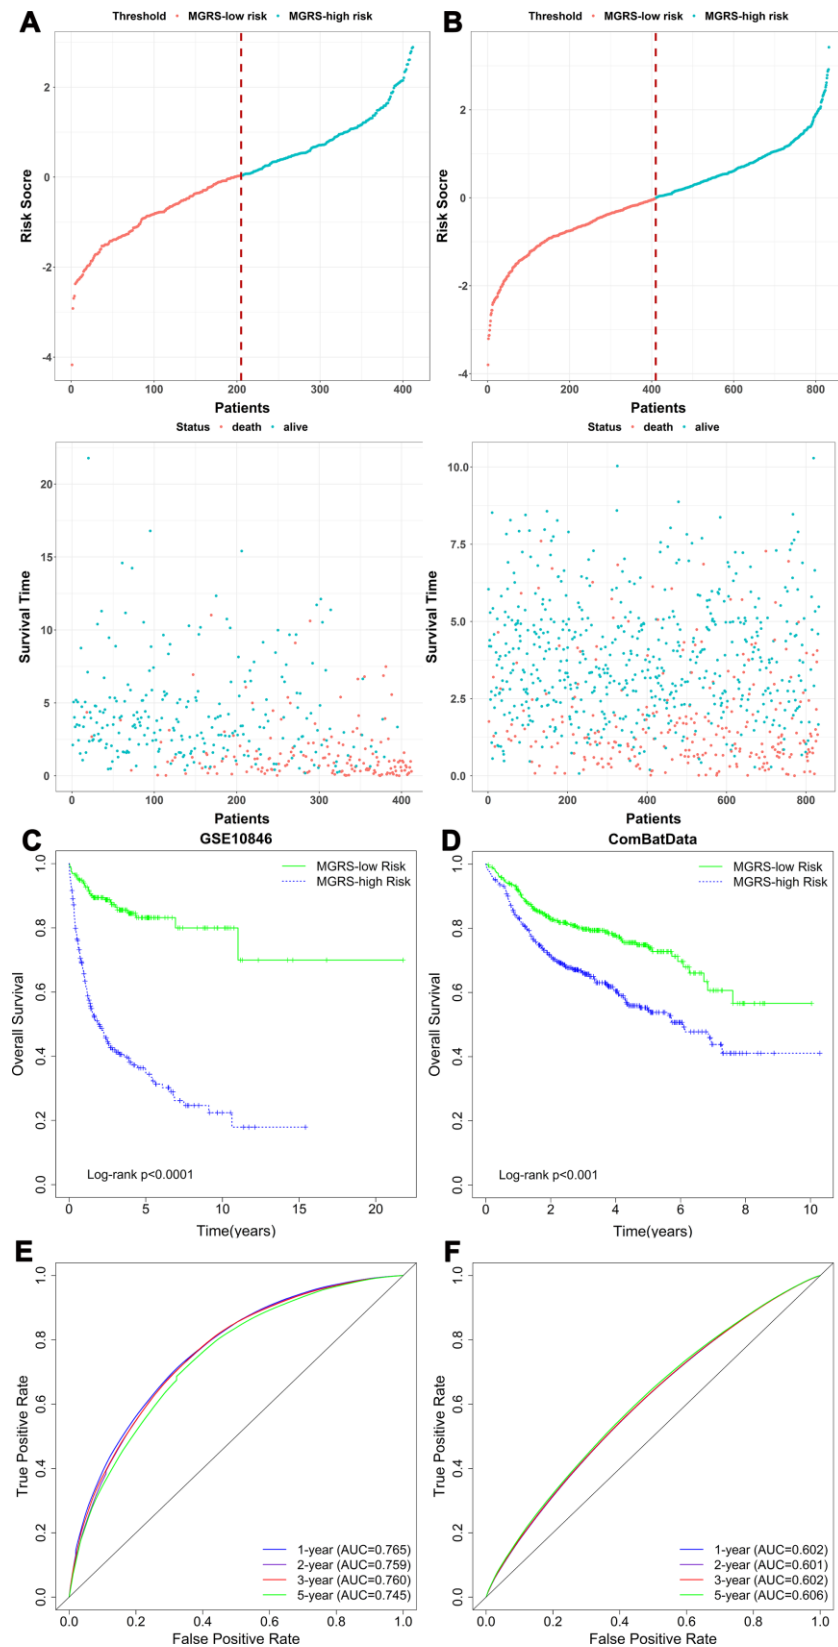 A
Threshold • MGRS-low risk • MGRS-high risk
Risk Socre
2
0
-2
-4
0 100 200 300 400
Patients
B
Threshold • MGRS-low risk • MGRS-high risk
Risk Socre
2
0
-2
-4
0 200 400 600 800
Patients
Status • death • alive
Survival Time
20
15
10
5
0
0 100 200 300 400
Patients
Status • death • alive
Survival Time
10.0
7.5
5.0
2.5
0.0
0 200 400 600 800
Patients
C
GSE10846
MGRS-low Risk
MGRS-high Risk
Overall Survival
1.0
0.8
0.6
0.4
0.2
0.0
Log-rank p<0.0001
0 5 10 15 20
Time(years)
D
ComBatData
MGRS-low Risk
MGRS-high Risk
Overall Survival
1.0
0.8
0.6
0.4
0.2
0.0
Log-rank p<0.001
0 2 4 6 8 10
Time(years)
E
True Positive Rate
1.0
0.8
0.6
0.4
0.2
0.0
1-year (AUC=0.765)
2-year (AUC=0.759)
3-year (AUC=0.760)
5-year (AUC=0.745)
0.0 0.2 0.4 0.6 0.8 1.0
False Positive Rate
F
True Positive Rate
1.0
0.8
0.6
0.4
0.2
0.0
1-year (AUC=0.602)
2-year (AUC=0.601)
3-year (AUC=0.602)
5-year (AUC=0.606)
0.0 0.2 0.4 0.6 0.8 1.0
False Positive Rate